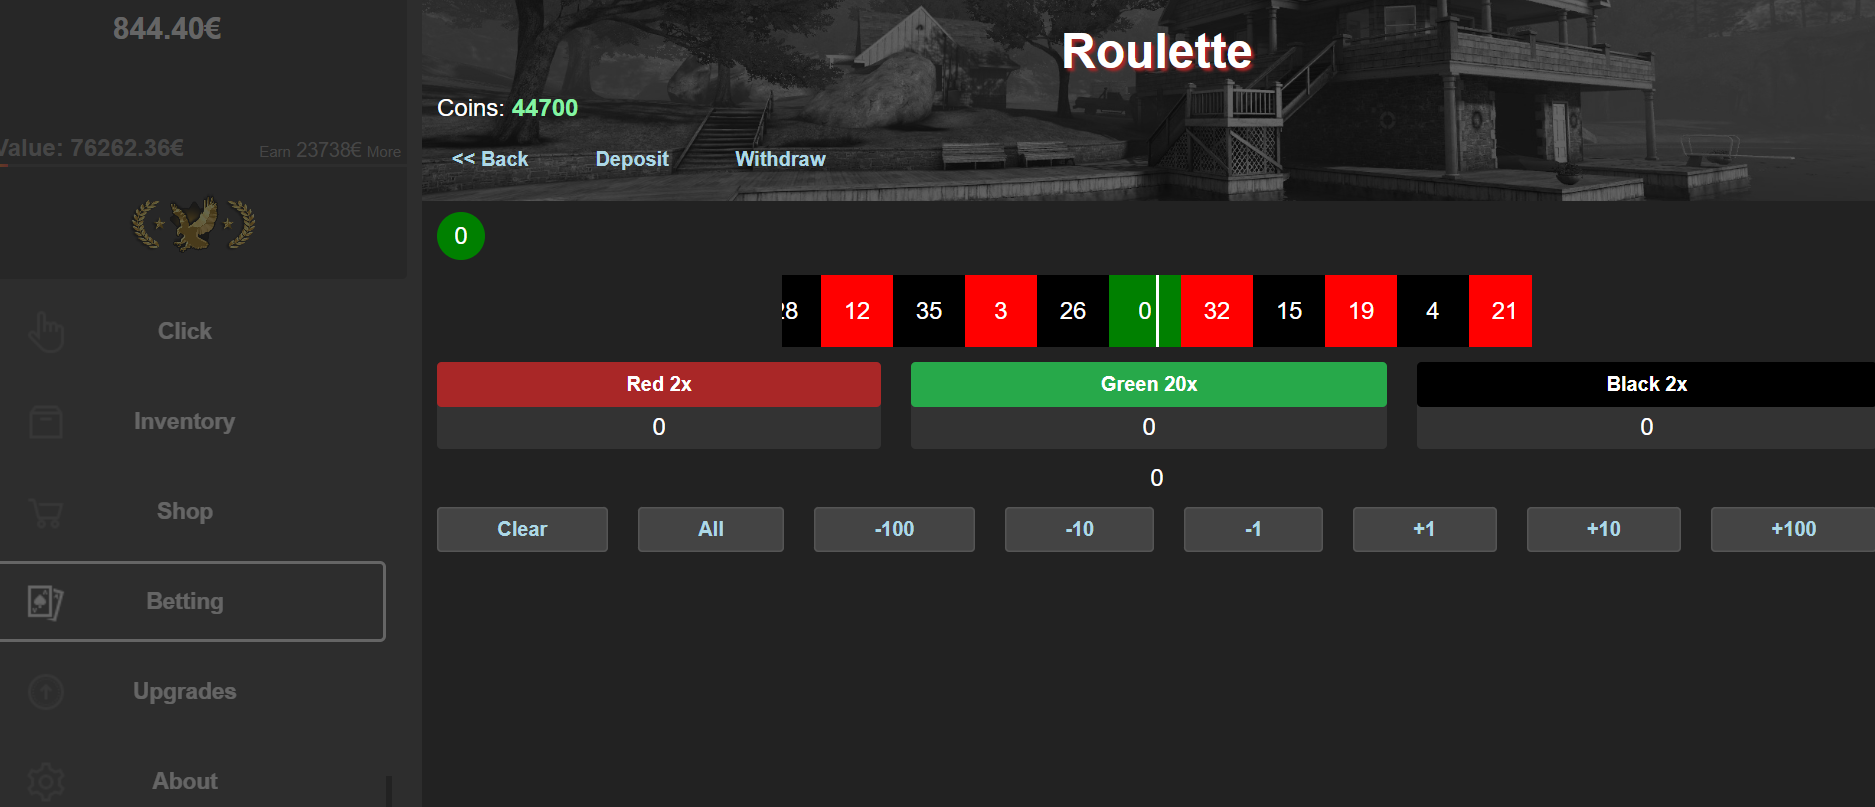 844.40€
Value: 76262.36€
Earn 23738€ More
Click
Inventory
Shop
Betting
Upgrades
About
Roulette
Coins: 44700
<< Back Deposit Withdraw
0
28 12 35 3 26 0 32 15 19 4 21
Red 2x Green 20x Black 2x
0 0 0
0
Clear All -100 -10 -1 +1 +10 +100